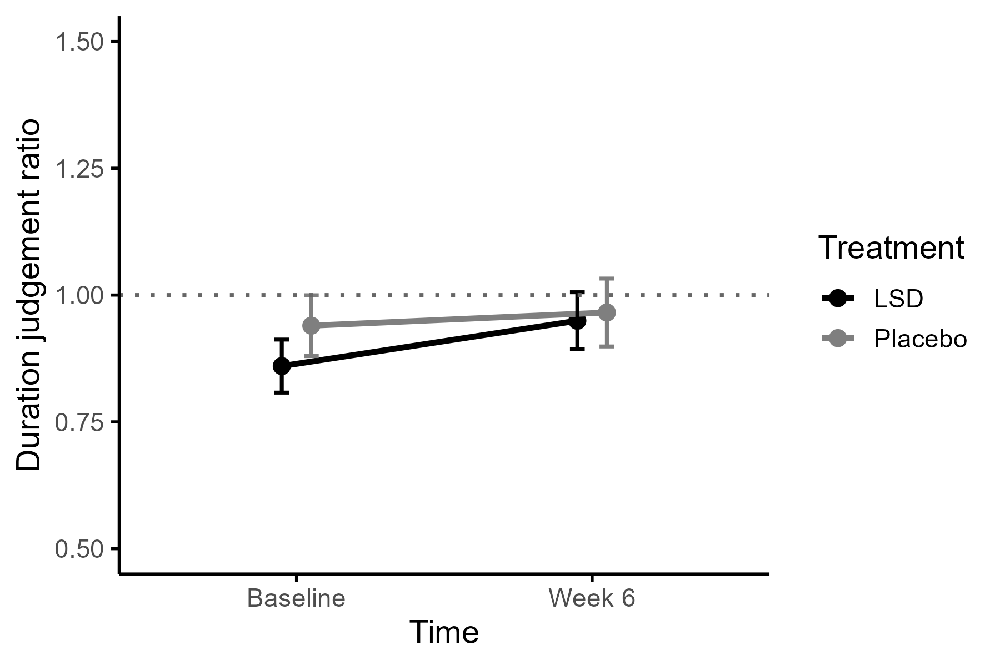 Duration judgement ratio
1.50
1.25
1.00
0.75
0.50
Baseline
Week 6
Time
Treatment
LSD
Placebo